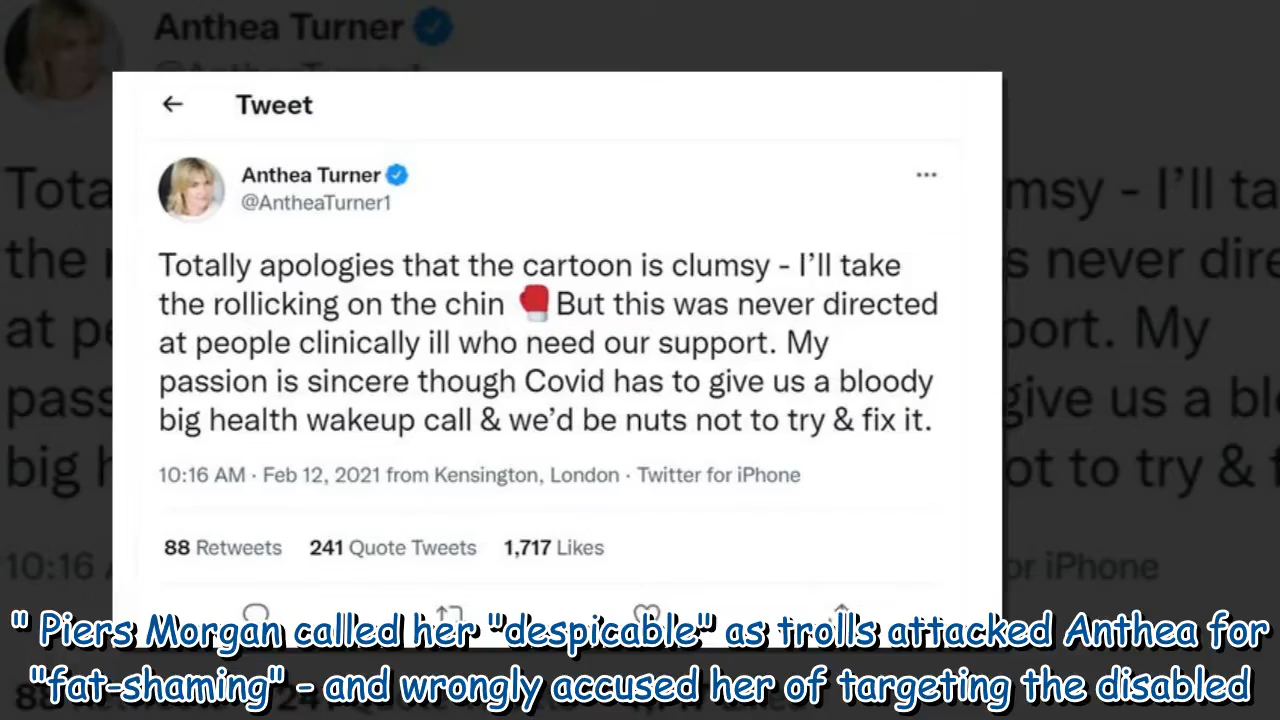 Anthea Turner
Tweet
Anthea Turner
@AntheaTurner1
Totally apologies that the cartoon is clumsy - I’ll take
the rollicking on the chin 🥊 But this was never directed
at people clinically ill who need our support. My
passion is sincere though Covid has to give us a bloody
big health wakeup call & we’d be nuts not to try & fix it.
10:16 AM · Feb 12, 2021 from Kensington, London · Twitter for iPhone
88 Retweets 241 Quote Tweets 1,717 Likes
" Piers Morgan called her "despicable" as trolls attacked Anthea for
"fat-shaming" - and wrongly accused her of targeting the disabled